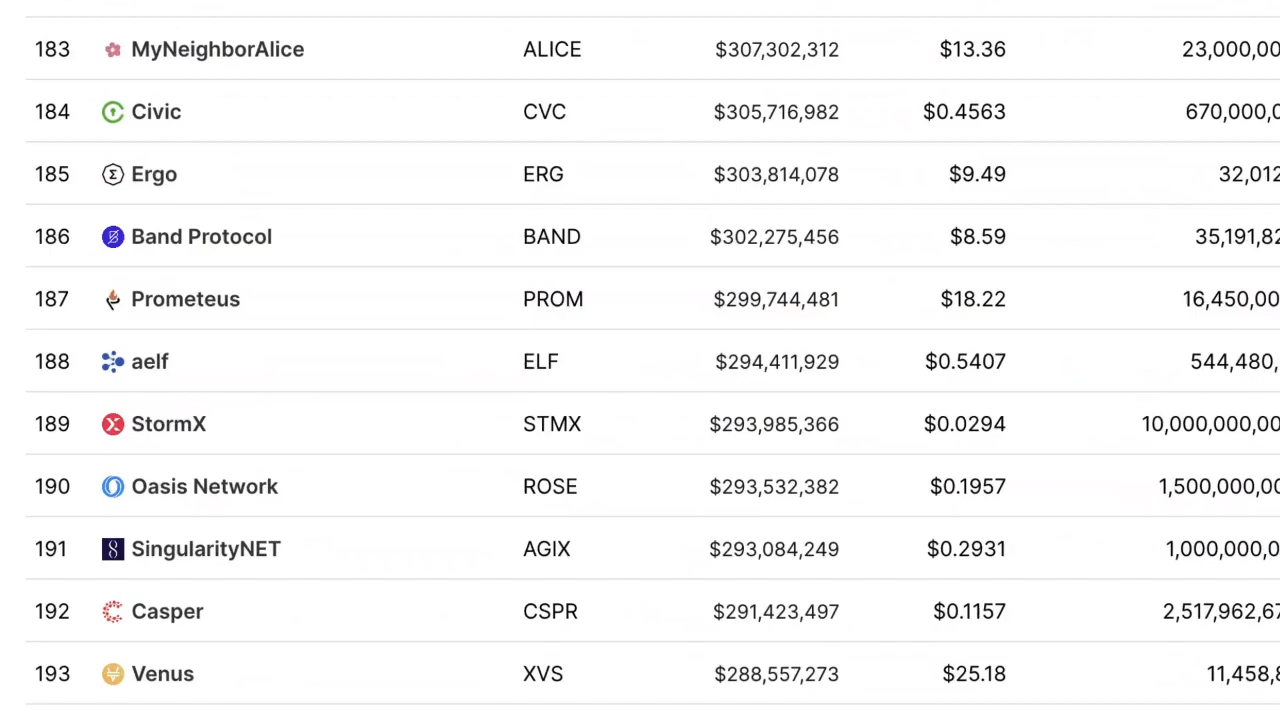 183 MyNeighborAlice ALICE $307,302,312 $13.36 23,000,00
184 Civic CVC $305,716,982 $0.4563 670,000,0
185 Ergo ERG $303,814,078 $9.49 32,012
186 Band Protocol BAND $302,275,456 $8.59 35,191,82
187 Prometeus PROM $299,744,481 $18.22 16,450,00
188 aelf ELF $294,411,929 $0.5407 544,480,
189 StormX STMX $293,985,366 $0.0294 10,000,000,00
190 Oasis Network ROSE $293,532,382 $0.1957 1,500,000,00
191 SingularityNET AGIX $293,084,249 $0.2931 1,000,000,0
192 Casper CSPR $291,423,497 $0.1157 2,517,962,67
193 Venus XVS $288,557,273 $25.18 11,458,8